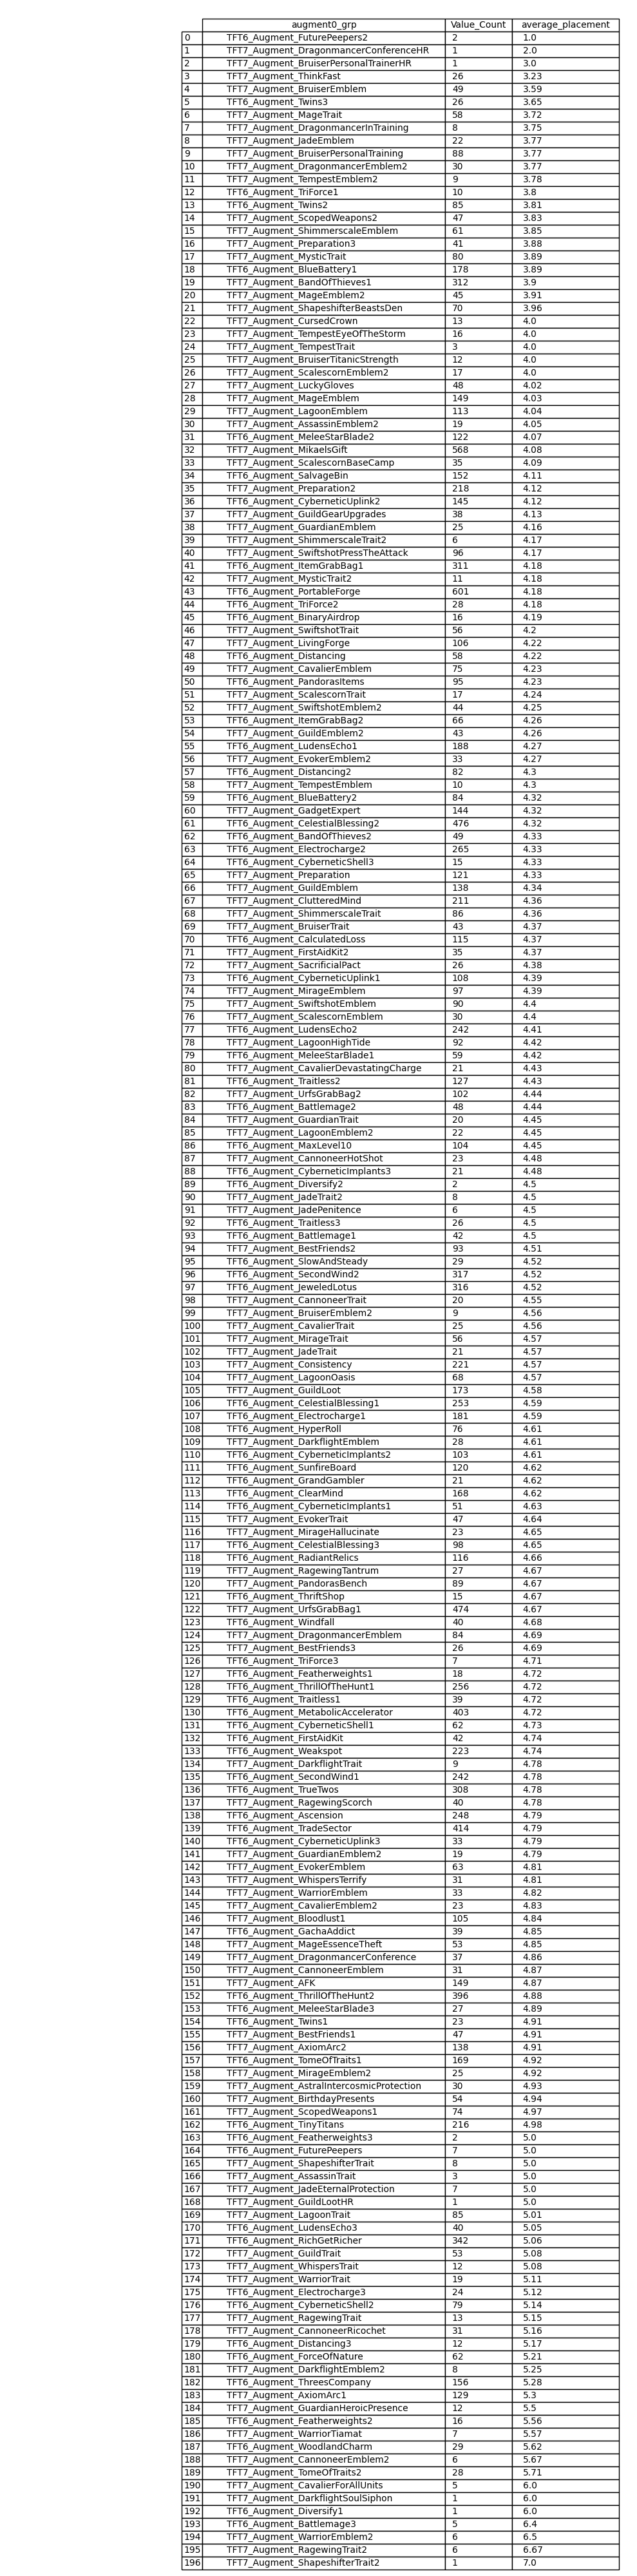 augment0_grp Value_Count average_placement
0 TFT6_Augment_FuturePeepers2 2 1.0
1 TFT7_Augment_DragonmancerConferenceHR 1 2.0
2 TFT7_Augment_BruiserPersonalTrainerHR 1 3.0
3 TFT7_Augment_ThinkFast 26 3.23
4 TFT7_Augment_BruiserEmblem 49 3.59
5 TFT6_Augment_Twins3 26 3.65
6 TFT7_Augment_MageTrait 58 3.72
7 TFT7_Augment_DragonmancerInTraining 8 3.75
8 TFT7_Augment_JadeEmblem 22 3.77
9 TFT7_Augment_BruiserPersonalTraining 88 3.77
10 TFT7_Augment_DragonmancerEmblem2 30 3.77
11 TFT7_Augment_TempestEmblem2 9 3.78
12 TFT6_Augment_TriForce1 10 3.8
13 TFT6_Augment_Twins2 85 3.81
14 TFT7_Augment_ScopedWeapons2 47 3.83
15 TFT7_Augment_ShimmerscaleEmblem 61 3.85
16 TFT7_Augment_Preparation3 41 3.88
17 TFT7_Augment_MysticTrait 80 3.89
18 TFT6_Augment_BlueBattery1 178 3.89
19 TFT7_Augment_BandOfThieves1 312 3.9
20 TFT7_Augment_MageEmblem2 45 3.91
21 TFT7_Augment_ShapeshifterBeastsDen 70 3.96
22 TFT7_Augment_CursedCrown 13 4.0
23 TFT7_Augment_TempestEyeOfTheStorm 16 4.0
24 TFT7_Augment_TempestTrait 3 4.0
25 TFT7_Augment_BruiserTitanicStrength 12 4.0
26 TFT7_Augment_ScalescornEmblem2 17 4.0
27 TFT7_Augment_LuckyGloves 48 4.02
28 TFT7_Augment_MageEmblem 149 4.03
29 TFT7_Augment_LagoonEmblem 113 4.04
30 TFT7_Augment_AssassinEmblem2 19 4.05
31 TFT6_Augment_MeleeStarBlade2 122 4.07
32 TFT7_Augment_MikaelsGift 568 4.08
33 TFT7_Augment_ScalescornBaseCamp 35 4.09
34 TFT6_Augment_SalvageBin 152 4.11
35 TFT7_Augment_Preparation2 218 4.12
36 TFT6_Augment_CyberneticUplink2 145 4.12
37 TFT7_Augment_GuildGearUpgrades 38 4.13
38 TFT7_Augment_GuardianEmblem 25 4.16
39 TFT7_Augment_ShimmerscaleTrait2 6 4.17
40 TFT7_Augment_SwiftshotPressTheAttack 96 4.17
41 TFT6_Augment_ItemGrabBag1 311 4.18
42 TFT7_Augment_MysticTrait2 11 4.18
43 TFT6_Augment_PortableForge 601 4.18
44 TFT6_Augment_TriForce2 28 4.18
45 TFT6_Augment_BinaryAirdrop 16 4.19
46 TFT7_Augment_SwiftshotTrait 56 4.2
47 TFT7_Augment_LivingForge 106 4.22
48 TFT6_Augment_Distancing 58 4.22
49 TFT7_Augment_CavalierEmblem 75 4.23
50 TFT6_Augment_PandorasItems 95 4.23
51 TFT7_Augment_ScalescornTrait 17 4.24
52 TFT7_Augment_SwiftshotEmblem2 44 4.25
53 TFT6_Augment_ItemGrabBag2 66 4.26
54 TFT7_Augment_GuildEmblem2 43 4.26
55 TFT6_Augment_LudensEcho1 188 4.27
56 TFT7_Augment_EvokerEmblem2 33 4.27
57 TFT6_Augment_Distancing2 82 4.3
58 TFT7_Augment_TempestEmblem 10 4.3
59 TFT6_Augment_BlueBattery2 84 4.32
60 TFT7_Augment_GadgetExpert 144 4.32
61 TFT6_Augment_CelestialBlessing2 476 4.32
62 TFT6_Augment_BandOfThieves2 49 4.33
63 TFT6_Augment_Electrocharge2 265 4.33
64 TFT6_Augment_CyberneticShell3 15 4.33
65 TFT7_Augment_Preparation 121 4.33
66 TFT7_Augment_GuildEmblem 138 4.34
67 TFT7_Augment_ClutteredMind 211 4.36
68 TFT7_Augment_ShimmerscaleTrait 86 4.36
69 TFT7_Augment_BruiserTrait 43 4.37
70 TFT6_Augment_CalculatedLoss 115 4.37
71 TFT7_Augment_FirstAidKit2 35 4.37
72 TFT7_Augment_SacrificialPact 26 4.38
73 TFT6_Augment_CyberneticUplink1 108 4.39
74 TFT7_Augment_MirageEmblem 97 4.39
75 TFT7_Augment_SwiftshotEmblem 90 4.4
76 TFT7_Augment_ScalescornEmblem 30 4.4
77 TFT6_Augment_LudensEcho2 242 4.41
78 TFT7_Augment_LagoonHighTide 92 4.42
79 TFT6_Augment_MeleeStarBlade1 59 4.42
80 TFT7_Augment_CavalierDevastatingCharge 21 4.43
81 TFT6_Augment_Traitless2 127 4.43
82 TFT7_Augment_UrfsGrabBag2 102 4.44
83 TFT6_Augment_Battlemage2 48 4.44
84 TFT7_Augment_GuardianTrait 20 4.45
85 TFT7_Augment_LagoonEmblem2 22 4.45
86 TFT6_Augment_MaxLevel10 104 4.45
87 TFT7_Augment_CannoneerHotShot 23 4.48
88 TFT6_Augment_CyberneticImplants3 21 4.48
89 TFT6_Augment_Diversify2 2 4.5
90 TFT7_Augment_JadeTrait2 8 4.5
91 TFT7_Augment_JadePenitence 6 4.5
92 TFT6_Augment_Traitless3 26 4.5
93 TFT6_Augment_Battlemage1 42 4.5
94 TFT7_Augment_BestFriends2 93 4.51
95 TFT6_Augment_SlowAndSteady 29 4.52
96 TFT6_Augment_SecondWind2 317 4.52
97 TFT6_Augment_JeweledLotus 316 4.52
98 TFT7_Augment_CannoneerTrait 20 4.55
99 TFT7_Augment_BruiserEmblem2 9 4.56
100 TFT7_Augment_CavalierTrait 25 4.56
101 TFT7_Augment_MirageTrait 56 4.57
102 TFT7_Augment_JadeTrait 21 4.57
103 TFT7_Augment_Consistency 221 4.57
104 TFT7_Augment_LagoonOasis 68 4.57
105 TFT7_Augment_GuildLoot 173 4.58
106 TFT6_Augment_CelestialBlessing1 253 4.59
107 TFT6_Augment_Electrocharge1 181 4.59
108 TFT6_Augment_HyperRoll 76 4.61
109 TFT7_Augment_DarkflightEmblem 28 4.61
110 TFT6_Augment_CyberneticImplants2 103 4.61
111 TFT6_Augment_SunfireBoard 120 4.62
112 TFT6_Augment_GrandGambler 21 4.62
113 TFT6_Augment_ClearMind 168 4.62
114 TFT6_Augment_CyberneticImplants1 51 4.63
115 TFT7_Augment_EvokerTrait 47 4.64
116 TFT7_Augment_MirageHallucinate 23 4.65
117 TFT6_Augment_CelestialBlessing3 98 4.65
118 TFT6_Augment_RadiantRelics 116 4.66
119 TFT7_Augment_RagewingTantrum 27 4.67
120 TFT7_Augment_PandorasBench 89 4.67
121 TFT6_Augment_ThriftShop 15 4.67
122 TFT7_Augment_UrfsGrabBag1 474 4.67
123 TFT6_Augment_Windfall 40 4.68
124 TFT7_Augment_DragonmancerEmblem 84 4.69
125 TFT7_Augment_BestFriends3 26 4.69
126 TFT6_Augment_TriForce3 7 4.71
127 TFT6_Augment_Featherweights1 18 4.72
128 TFT6_Augment_ThrillOfTheHunt1 256 4.72
129 TFT6_Augment_Traitless1 39 4.72
130 TFT6_Augment_MetabolicAccelerator 403 4.72
131 TFT6_Augment_CyberneticShell1 62 4.73
132 TFT6_Augment_FirstAidKit 42 4.74
133 TFT6_Augment_Weakspot 223 4.74
134 TFT7_Augment_DarkflightTrait 9 4.78
135 TFT6_Augment_SecondWind1 242 4.78
136 TFT6_Augment_TrueTwos 308 4.78
137 TFT7_Augment_RagewingScorch 40 4.78
138 TFT6_Augment_Ascension 248 4.79
139 TFT6_Augment_TradeSector 414 4.79
140 TFT6_Augment_CyberneticUplink3 33 4.79
141 TFT7_Augment_GuardianEmblem2 19 4.79
142 TFT7_Augment_EvokerEmblem 63 4.81
143 TFT7_Augment_WhispersTerrify 31 4.81
144 TFT7_Augment_WarriorEmblem 33 4.82
145 TFT7_Augment_CavalierEmblem2 23 4.83
146 TFT7_Augment_Bloodlust1 105 4.84
147 TFT6_Augment_GachaAddict 39 4.85
148 TFT7_Augment_MageEssenceTheft 53 4.85
149 TFT7_Augment_DragonmancerConference 37 4.86
150 TFT7_Augment_CannoneerEmblem 31 4.87
151 TFT7_Augment_AFK 149 4.87
152 TFT6_Augment_ThrillOfTheHunt2 396 4.88
153 TFT6_Augment_MeleeStarBlade3 27 4.89
154 TFT6_Augment_Twins1 23 4.91
155 TFT7_Augment_BestFriends1 47 4.91
156 TFT7_Augment_AxiomArc2 138 4.91
157 TFT6_Augment_TomeOfTraits1 169 4.92
158 TFT7_Augment_MirageEmblem2 25 4.92
159 TFT7_Augment_AstralIntercosmicProtection 30 4.93
160 TFT7_Augment_BirthdayPresents 54 4.94
161 TFT7_Augment_ScopedWeapons1 74 4.97
162 TFT6_Augment_TinyTitans 216 4.98
163 TFT6_Augment_Featherweights3 2 5.0
164 TFT6_Augment_FuturePeepers 7 5.0
165 TFT7_Augment_ShapeshifterTrait 8 5.0
166 TFT7_Augment_AssassinTrait 3 5.0
167 TFT7_Augment_JadeEternalProtection 7 5.0
168 TFT7_Augment_GuildLootHR 1 5.0
169 TFT7_Augment_LagoonTrait 85 5.01
170 TFT6_Augment_LudensEcho3 40 5.05
171 TFT6_Augment_RichGetRicher 342 5.06
172 TFT7_Augment_GuildTrait 53 5.08
173 TFT7_Augment_WhispersTrait 12 5.08
174 TFT7_Augment_WarriorTrait 19 5.11
175 TFT6_Augment_Electrocharge3 24 5.12
176 TFT6_Augment_CyberneticShell2 79 5.14
177 TFT7_Augment_RagewingTrait 13 5.15
178 TFT7_Augment_CannoneerRicochet 31 5.16
179 TFT6_Augment_Distancing3 12 5.17
180 TFT6_Augment_ForceOfNature 62 5.21
181 TFT7_Augment_DarkflightEmblem2 8 5.25
182 TFT6_Augment_ThreesCompany 156 5.28
183 TFT7_Augment_AxiomArc1 129 5.3
184 TFT7_Augment_GuardianHeroicPresence 12 5.5
185 TFT6_Augment_Featherweights2 16 5.56
186 TFT7_Augment_WarriorTiamat 7 5.57
187 TFT6_Augment_WoodlandCharm 29 5.62
188 TFT7_Augment_CannoneerEmblem2 6 5.67
189 TFT7_Augment_TomeOfTraits2 28 5.71
190 TFT7_Augment_CavalierForAllUnits 5 6.0
191 TFT7_Augment_DarkflightSoulSiphon 1 6.0
192 TFT6_Augment_Diversify1 1 6.0
193 TFT6_Augment_Battlemage3 5 6.4
194 TFT7_Augment_WarriorEmblem2 6 6.5
195 TFT7_Augment_RagewingTrait2 6 6.67
196 TFT7_Augment_ShapeshifterTrait2 1 7.0